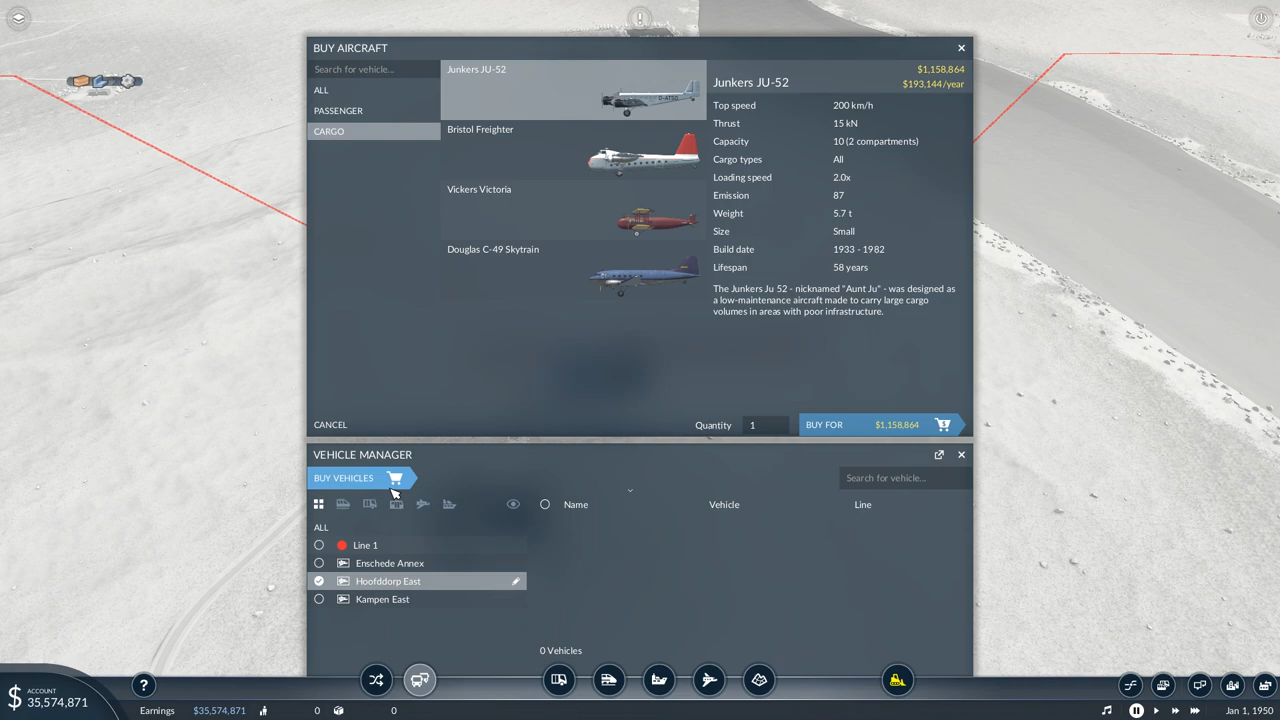 BUY AIRCRAFT
Search for vehicle...
ALL
PASSENGER
CARGO
Junkers JU-52
Bristol Freighter
Vickers Victoria
Douglas C-49 Skytrain
$1,158,864
Junkers JU-52
$193,144/year
Top speed 200 km/h
Thrust 15 kN
Capacity 10 (2 compartments)
Cargo types All
Loading speed 2.0x
Emission 87
Weight 5.7 t
Size Small
Build date 1933 - 1982
Lifespan 58 years
The Junkers Ju 52 - nicknamed "Aunt Ju" - was designed as
a low-maintenance aircraft made to carry large cargo
volumes in areas with poor infrastructure.
CANCEL
Quantity 1
BUY FOR $1,158,864
VEHICLE MANAGER
BUY VEHICLES
Search for vehicle...
Name Vehicle Line
ALL
Line 1
Enschede Annex
Hoofddorp East
Kampen East
0 Vehicles
$ ACCOUNT
35,574,871
?
Earnings $35,574,871 0 0
Jan 1, 1950